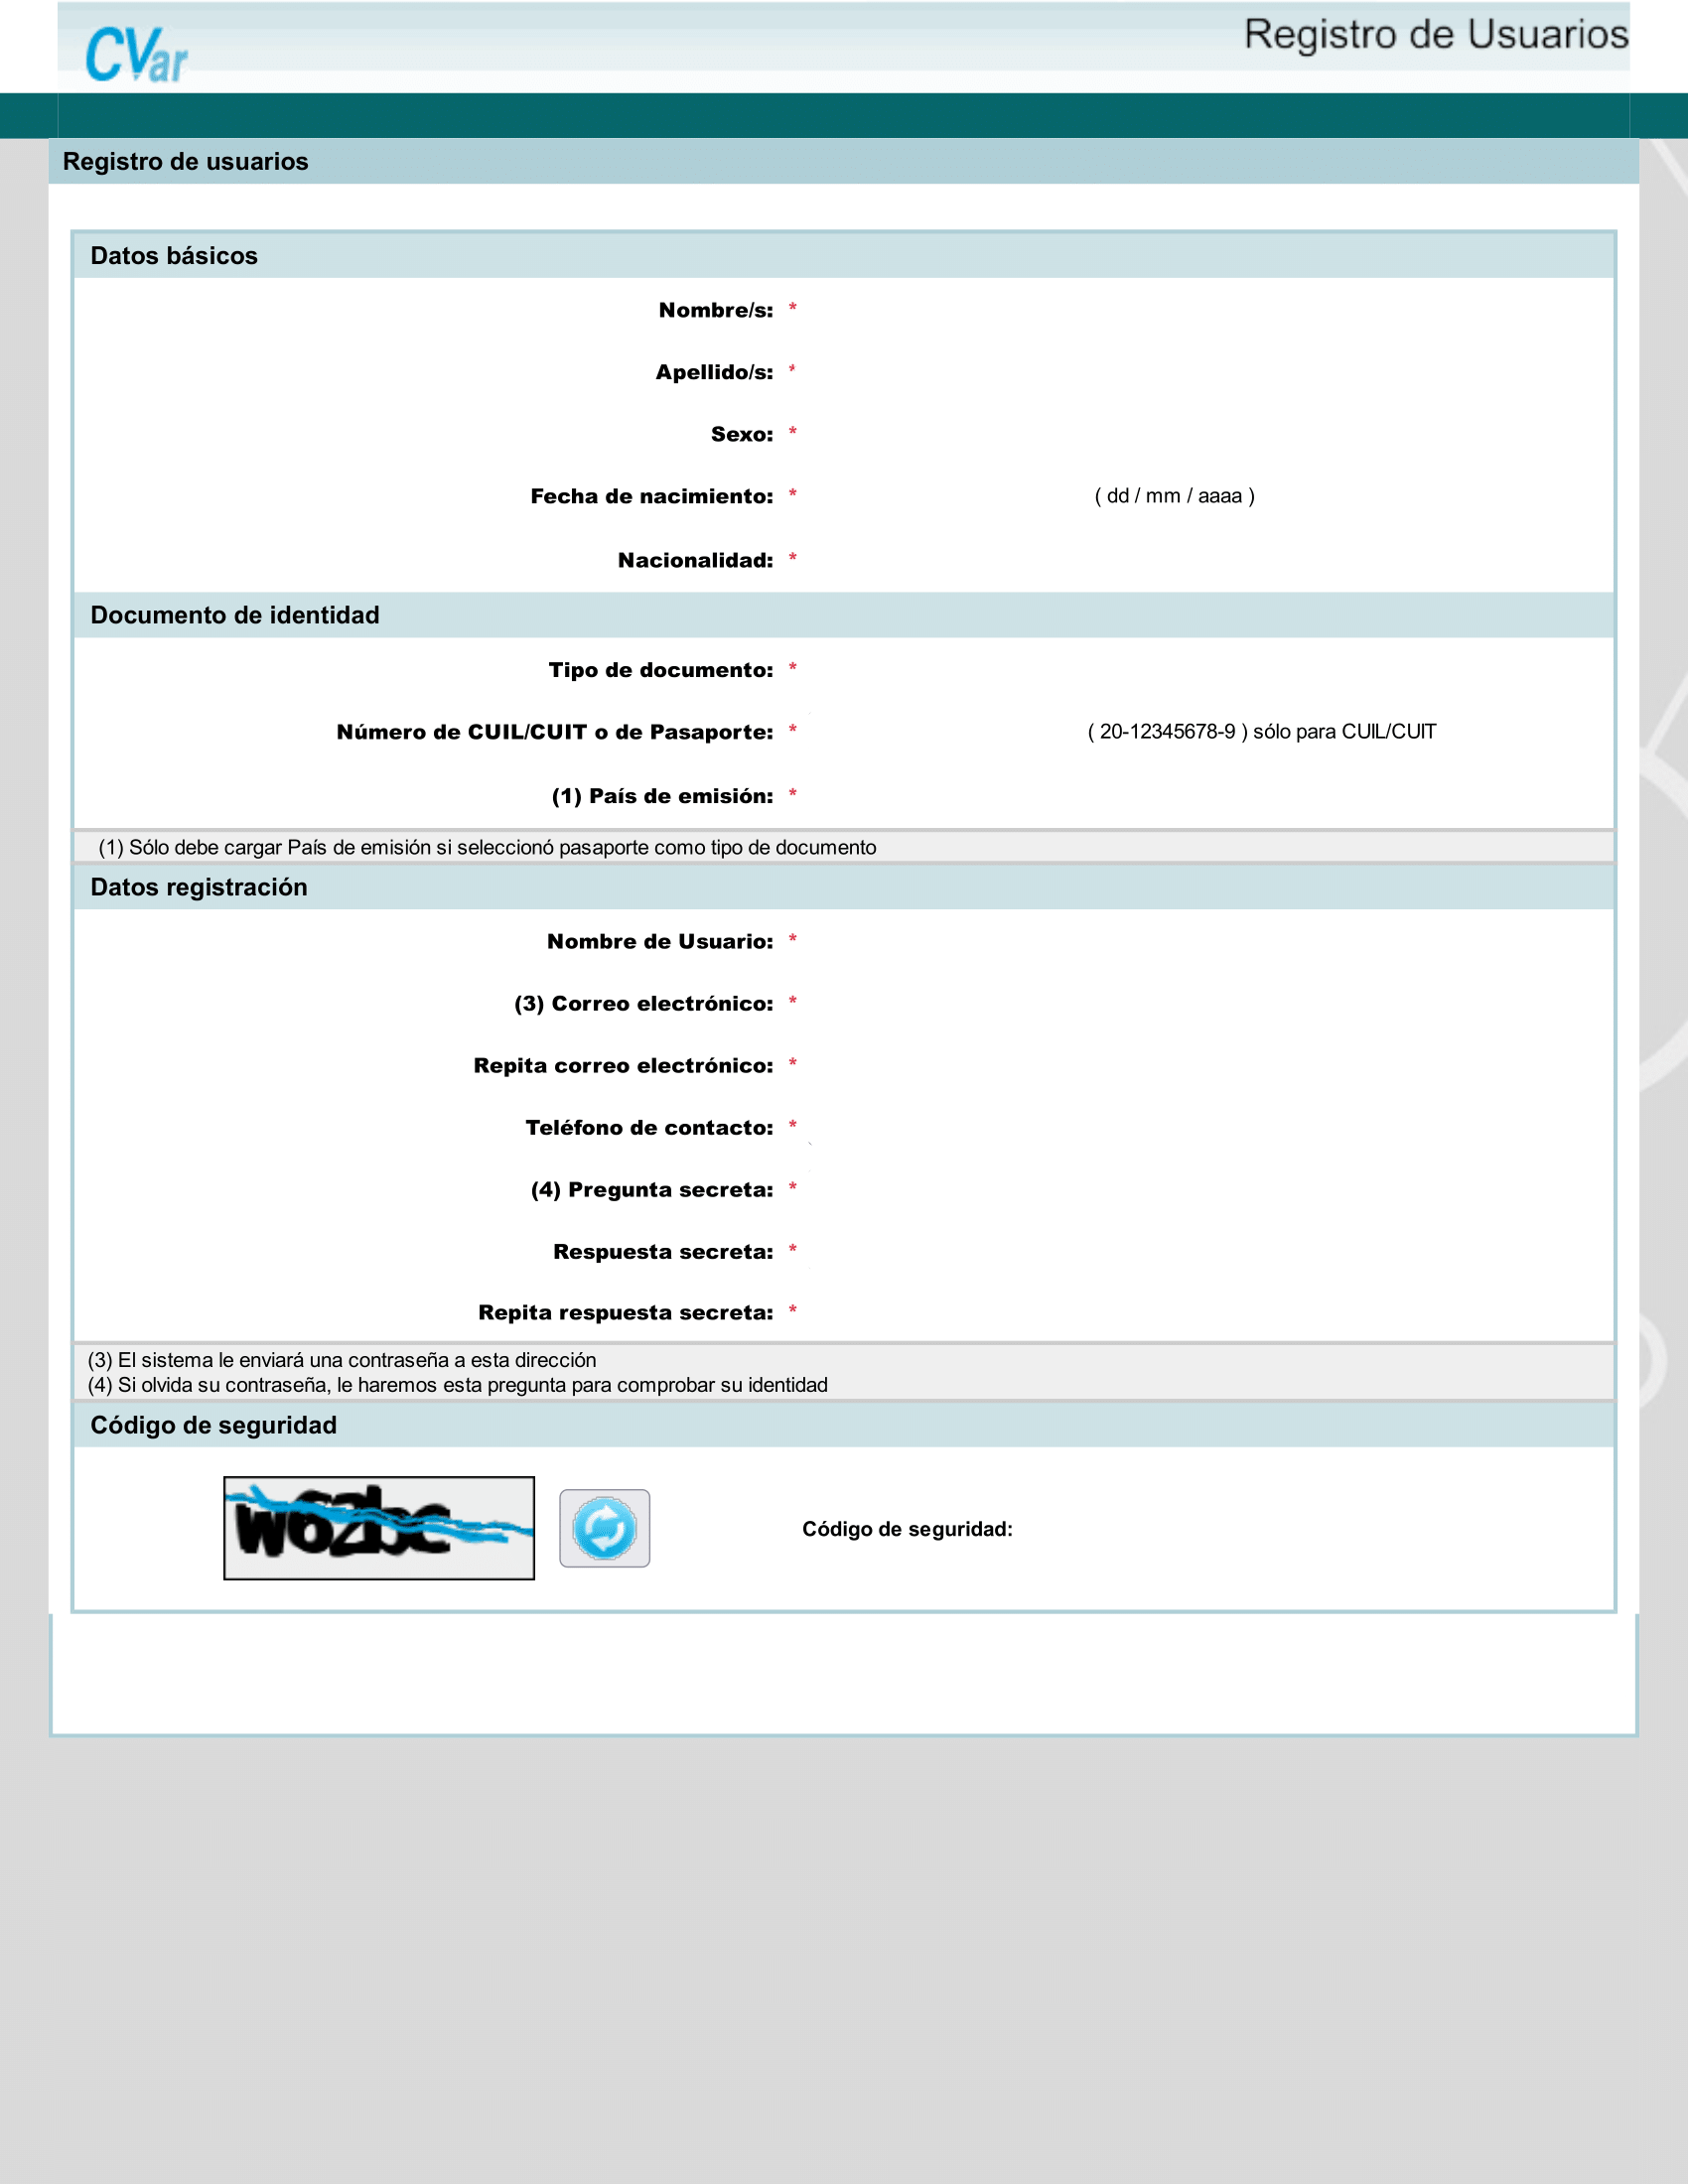 CVar
Registro de Usuarios
Registro de usuarios
Datos básicos
Nombre/s: *
Apellido/s: *
Sexo: *
Fecha de nacimiento: * ( dd / mm / aaaa )
Nacionalidad: *
Documento de identidad
Tipo de documento: *
Número de CUIL/CUIT o de Pasaporte: * ( 20-12345678-9 ) sólo para CUIL/CUIT
(1) País de emisión: *
(1) Sólo debe cargar País de emisión si seleccionó pasaporte como tipo de documento
Datos registración
Nombre de Usuario: *
(3) Correo electrónico: *
Repita correo electrónico: *
Teléfono de contacto: *
(4) Pregunta secreta: *
Respuesta secreta: *
Repita respuesta secreta: *
(3) El sistema le enviará una contraseña a esta dirección
(4) Si olvida su contraseña, le haremos esta pregunta para comprobar su identidad
Código de seguridad
Código de seguridad: